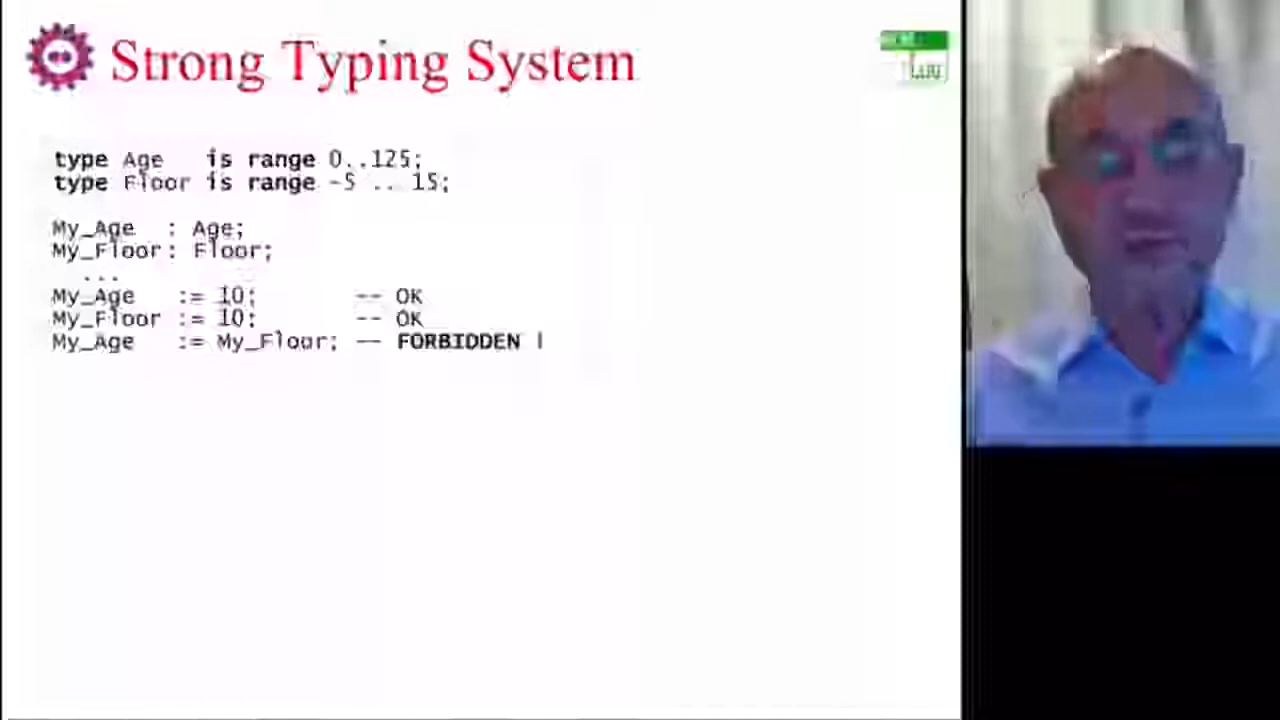 Strong Typing System
type Age is range 0..125;
type Floor is range -5 .. 15;
My_Age : Age;
My_Floor : Floor;
...
My_Age := 10; -- OK
My_Floor := 10; -- OK
My_Age := My_Floor; -- FORBIDDEN !